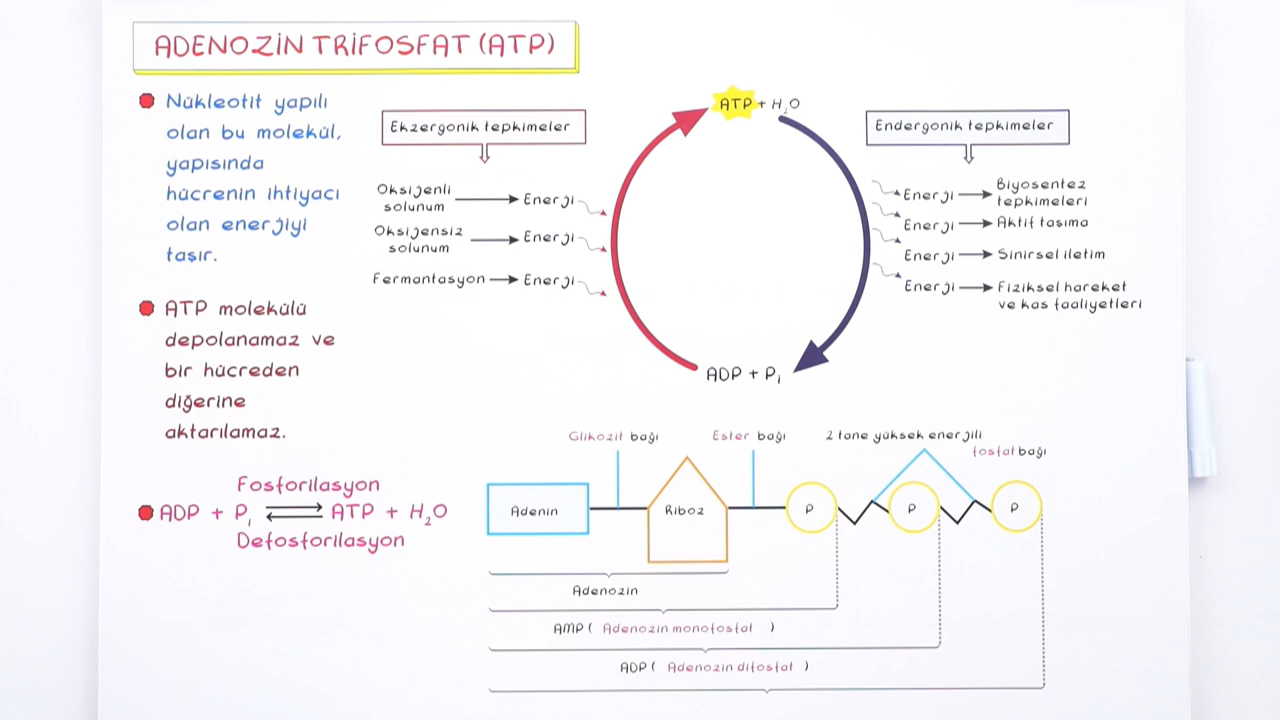 ADENOZİN TRİFOSFAT (ATP)
Nükleotit yapılı
olan bu molekül,
yapısında
hücrenin ihtiyacı
olan enerjiyi
taşır.
ATP molekülü
depolanamaz ve
bir hücreden
diğerine
aktarılamaz.
Fosforilasyon
ADP + Pi ⇌ ATP + H₂O
Defosforilasyon
Ekzergonik tepkimeler
Oksijenli
solunum
Enerji
Oksijensiz
solunum
Enerji
Fermantasyon
Enerji
ATP + H₂O
ADP + Pi
Endergonik tepkimeler
Enerji
Biyosentez
tepkimeleri
Enerji
Aktif taşıma
Enerji
Sinirsel iletim
Enerji
Fiziksel hareket
ve kas faaliyetleri
Glikozit bağı
Ester bağı
2 tane yüksek enerjili
fosfat bağı
Adenin
Riboz
P
P
P
Adenozin
AMP ( Adenozin monofosfat )
ADP ( Adenozin difosfat )